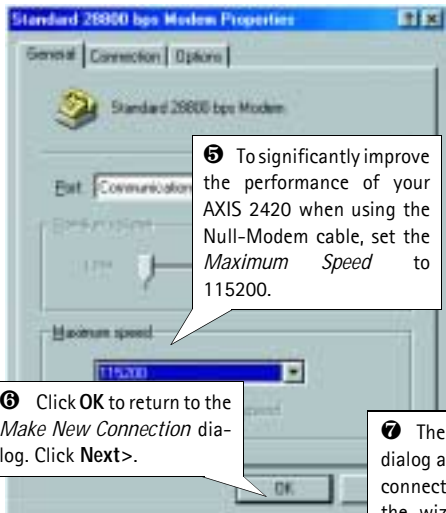 Standard 28800 bps Modem Properties
General Connection Options
Standard 28800 bps Modem
❺ To significantly improve
the performance of your
AXIS 2420 when using the
Null-Modem cable, set the
Maximum Speed to
115200.
Port: Communication
Maximum speed
115200
❻ Click OK to return to the
Make New Connection dia-
log. Click Next>.
❼ The
dialog a
connect
the wiz
OK